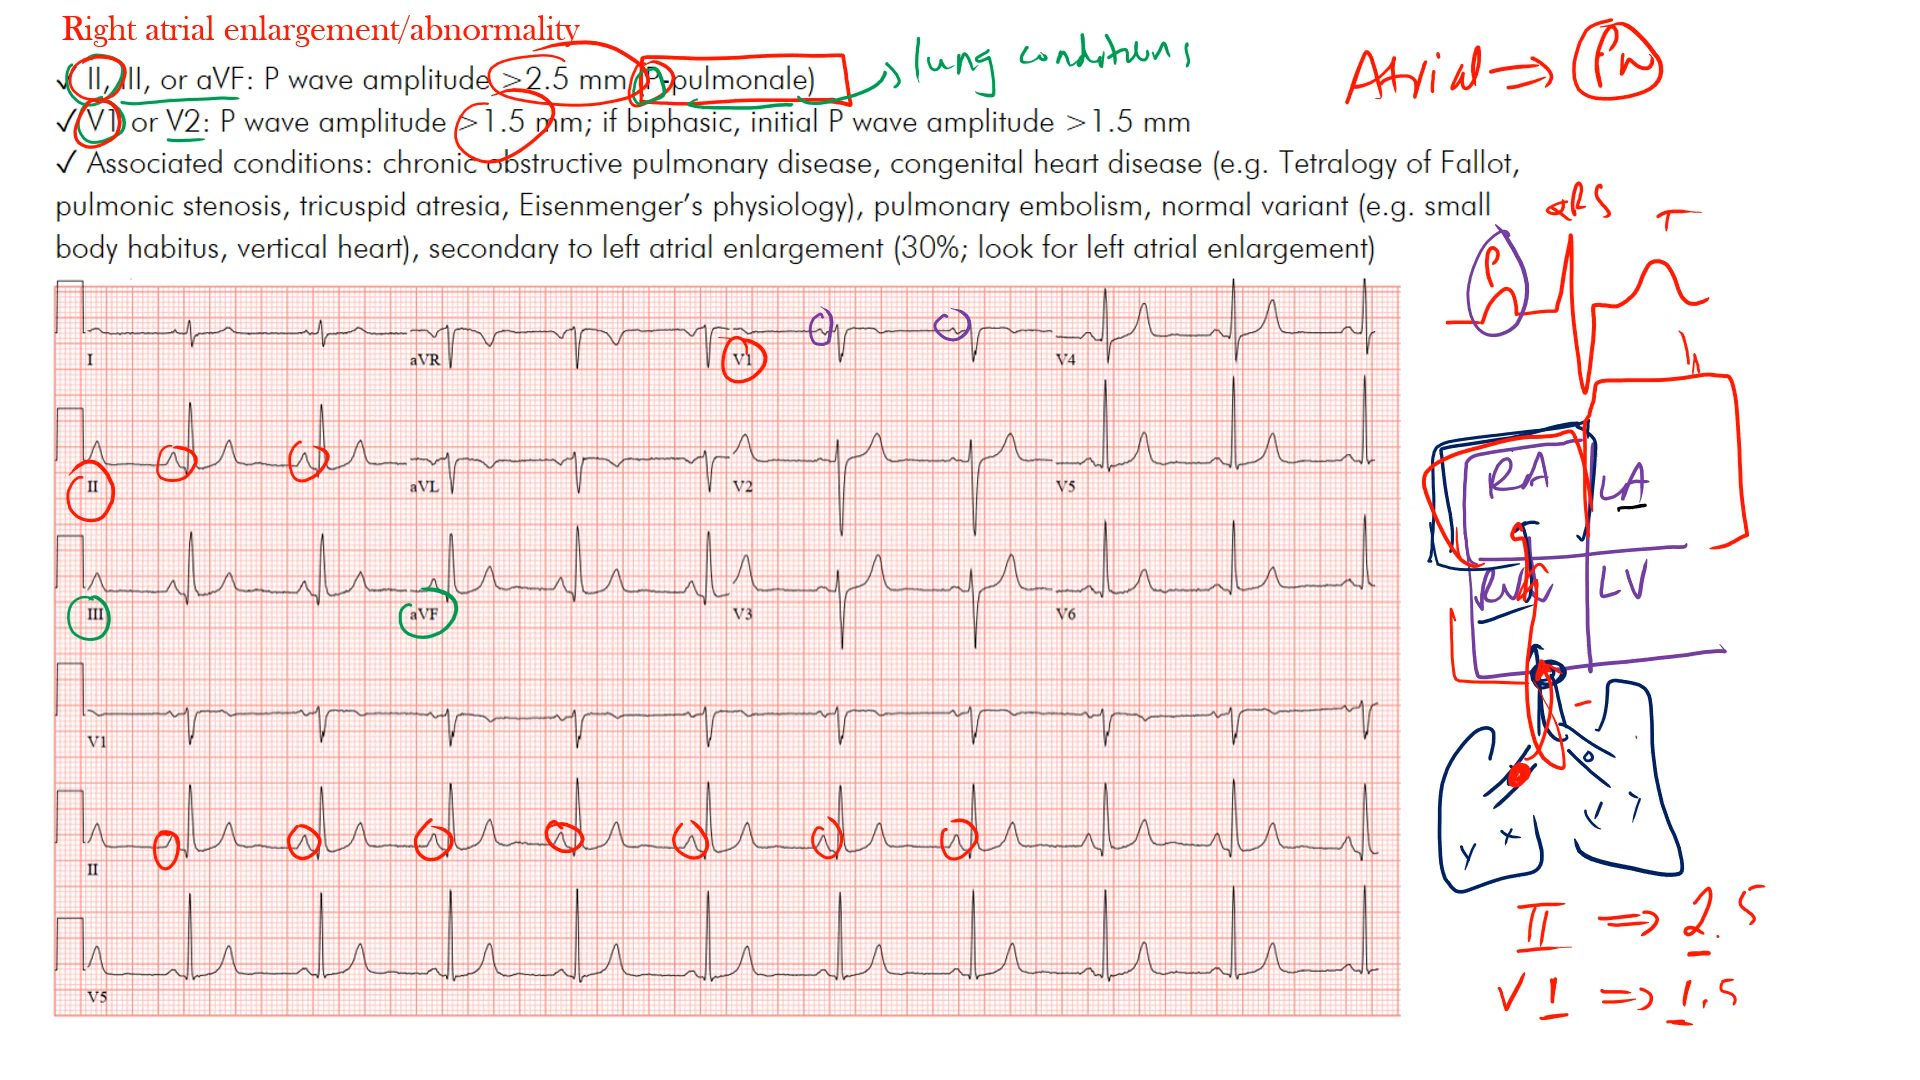 Right atrial enlargement/abnormality
✓ II, III, or aVF: P wave amplitude >2.5 mm (P-pulmonale)
lung conditions
Atrial => Pw
✓ V1 or V2: P wave amplitude >1.5 mm; if biphasic, initial P wave amplitude >1.5 mm
✓ Associated conditions: chronic obstructive pulmonary disease, congenital heart disease (e.g. Tetralogy of Fallot,
pulmonic stenosis, tricuspid atresia, Eisenmenger's physiology), pulmonary embolism, normal variant (e.g. small
body habitus, vertical heart), secondary to left atrial enlargement (30%; look for left atrial enlargement)
P QRS T
I aVR V1 V4
II aVL V2 V5
III aVF V3 V6
V1
II
V5
RA LA
RV LV
II => 2.5
V1 => 1.5